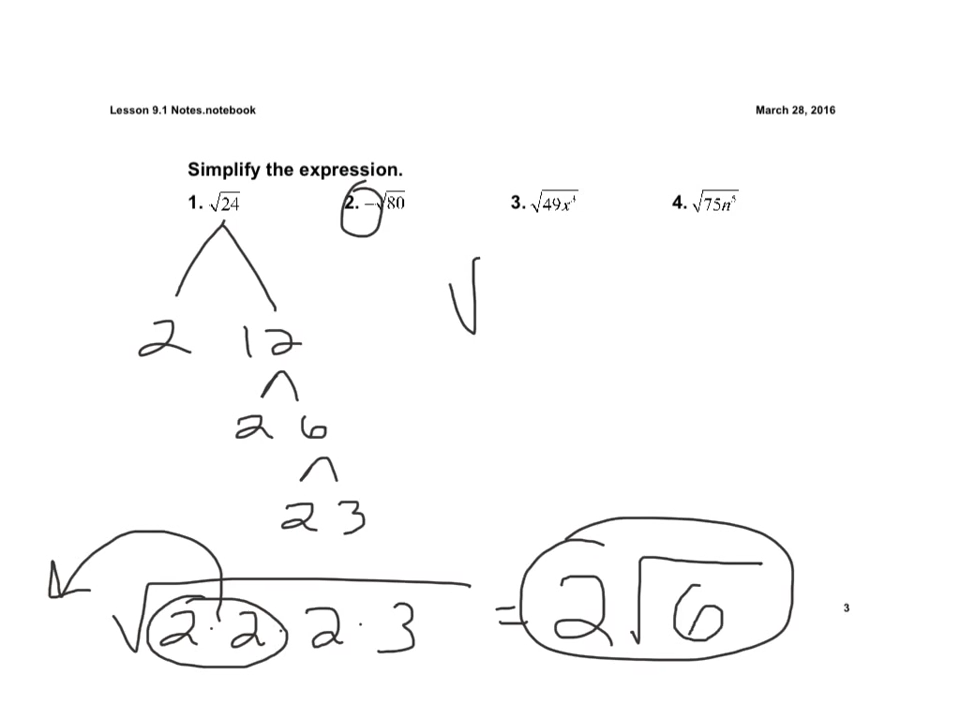 Lesson 9.1 Notes.notebook March 28, 2016
Simplify the expression.
1. √24 2. -√80 3. √49x⁴ 4. √75n⁵
2 12
2 6
2 3
√2·2·2·3 = 2√6
3